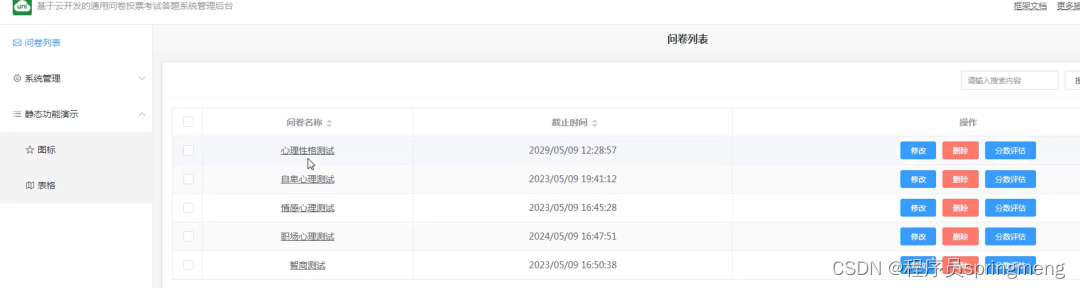 uni 基于云开发的通用问卷投票考试答题系统管理后台 框架文档
问卷列表 问卷列表
系统管理
请输入搜索内容
静态功能演示
问卷名称 截止时间 操作
图标
心理性格测试 2029/05/09 12:28:57 修改 删除 分数评估
表格
自卑心理测试 2023/05/09 19:41:12 修改 删除 分数评估
情感心理测试 2023/05/09 16:45:28 修改 删除 分数评估
职场心理测试 2024/05/09 16:47:51 修改 删除 分数评估
智商测试 2023/05/09 16:50:38 修改 删除 分数评估
CSDN @程序员springmeng